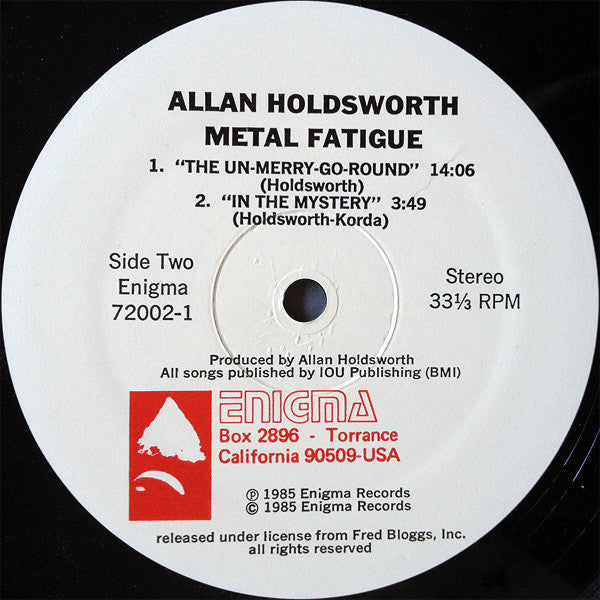 ALLAN HOLDSWORTH
METAL FATIGUE
1. "THE UN-MERRY-GO-ROUND" 14:06
(Holdsworth)
2. "IN THE MYSTERY" 3:49
(Holdsworth-Korda)
Side Two
Enigma
72002-1
Stereo
33⅓ RPM
Produced by Allan Holdsworth
All songs published by IOU Publishing (BMI)
ENIGMA
Box 2896 - Torrance
California 90509-USA
℗ 1985 Enigma Records
© 1985 Enigma Records
released under license from Fred Bloggs, Inc.
all rights reserved